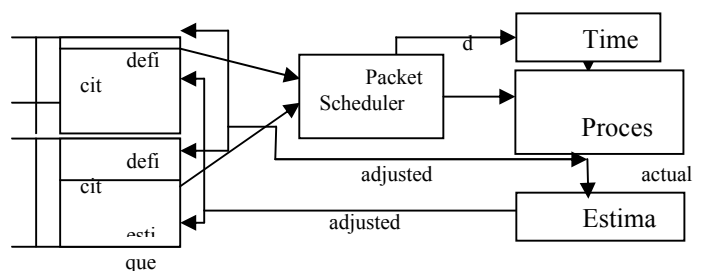 defi
cit
Packet
Scheduler
d
Time
Proces
defi
cit
adjusted
actual
esti
adjusted
Estima
que